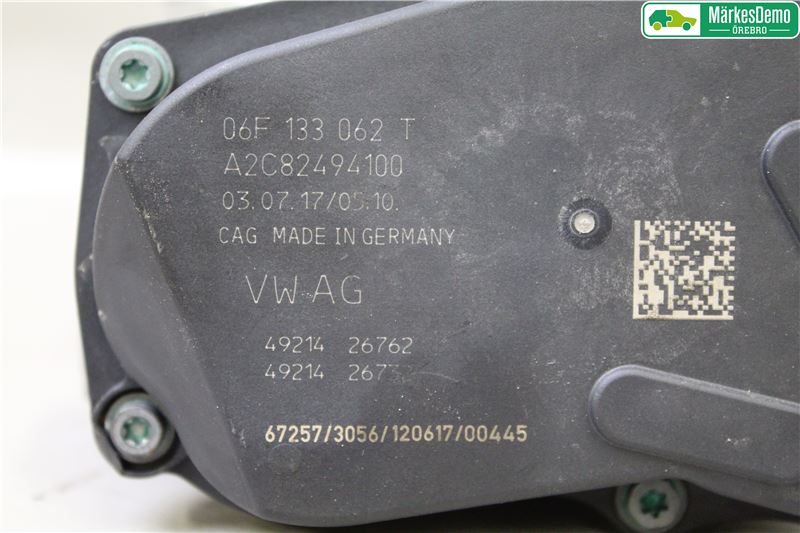 MärkesDemo
ÖREBRO
06F 133 062 T
A2C82494100
03.07.17/05:10.
CAG MADE IN GERMANY
VW AG
49214 26762
49214
67257/3056/120617/00445